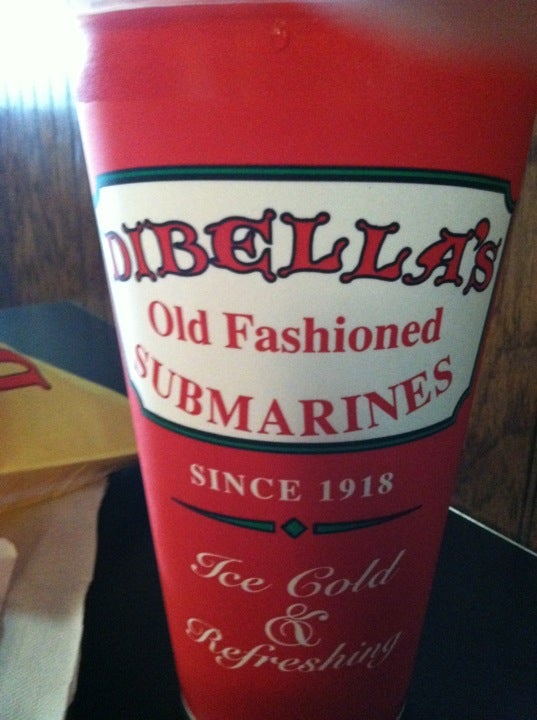 DIBELLA'S
Old Fashioned
SUBMARINES
SINCE 1918
Ice Cold
&
Refreshing